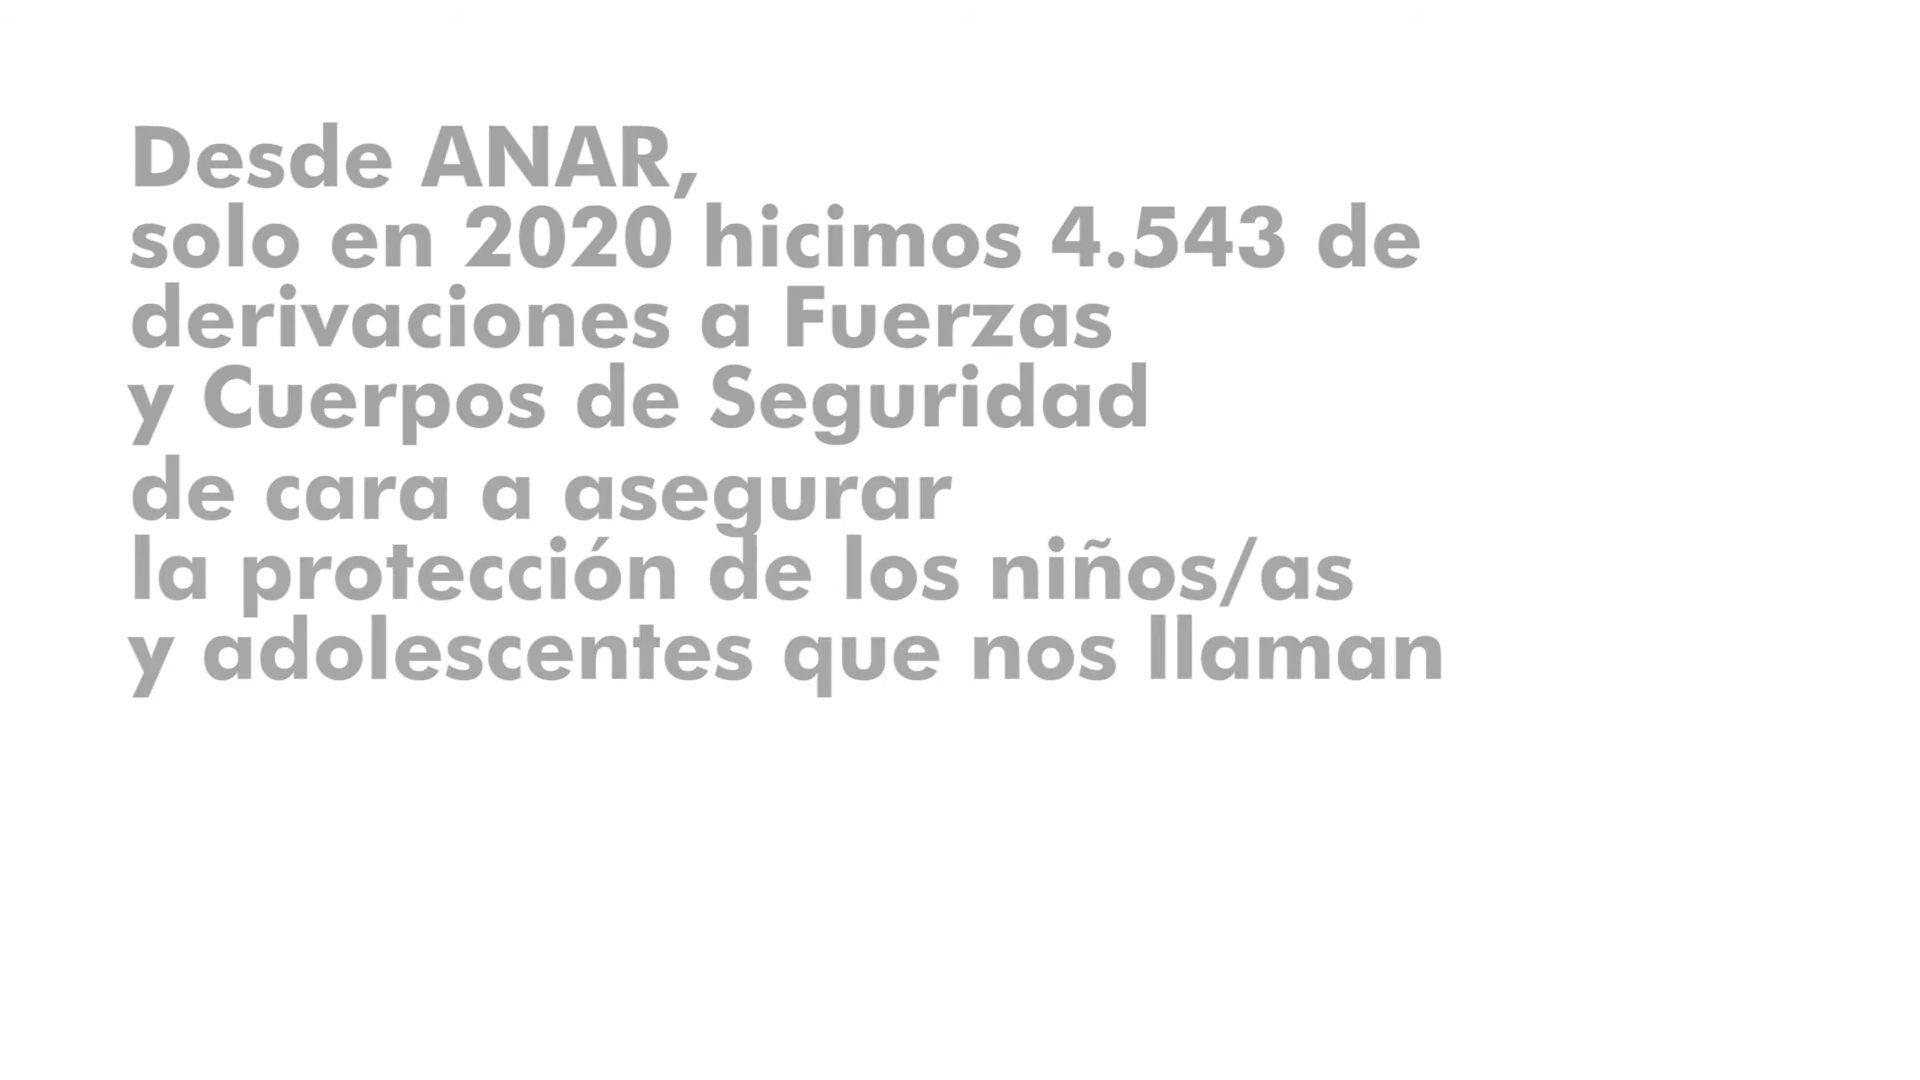 Desde ANAR,
solo en 2020 hicimos 4.543 de
derivaciones a Fuerzas
y Cuerpos de Seguridad
de cara a asegurar
la protección de los niños/as
y adolescentes que nos llaman